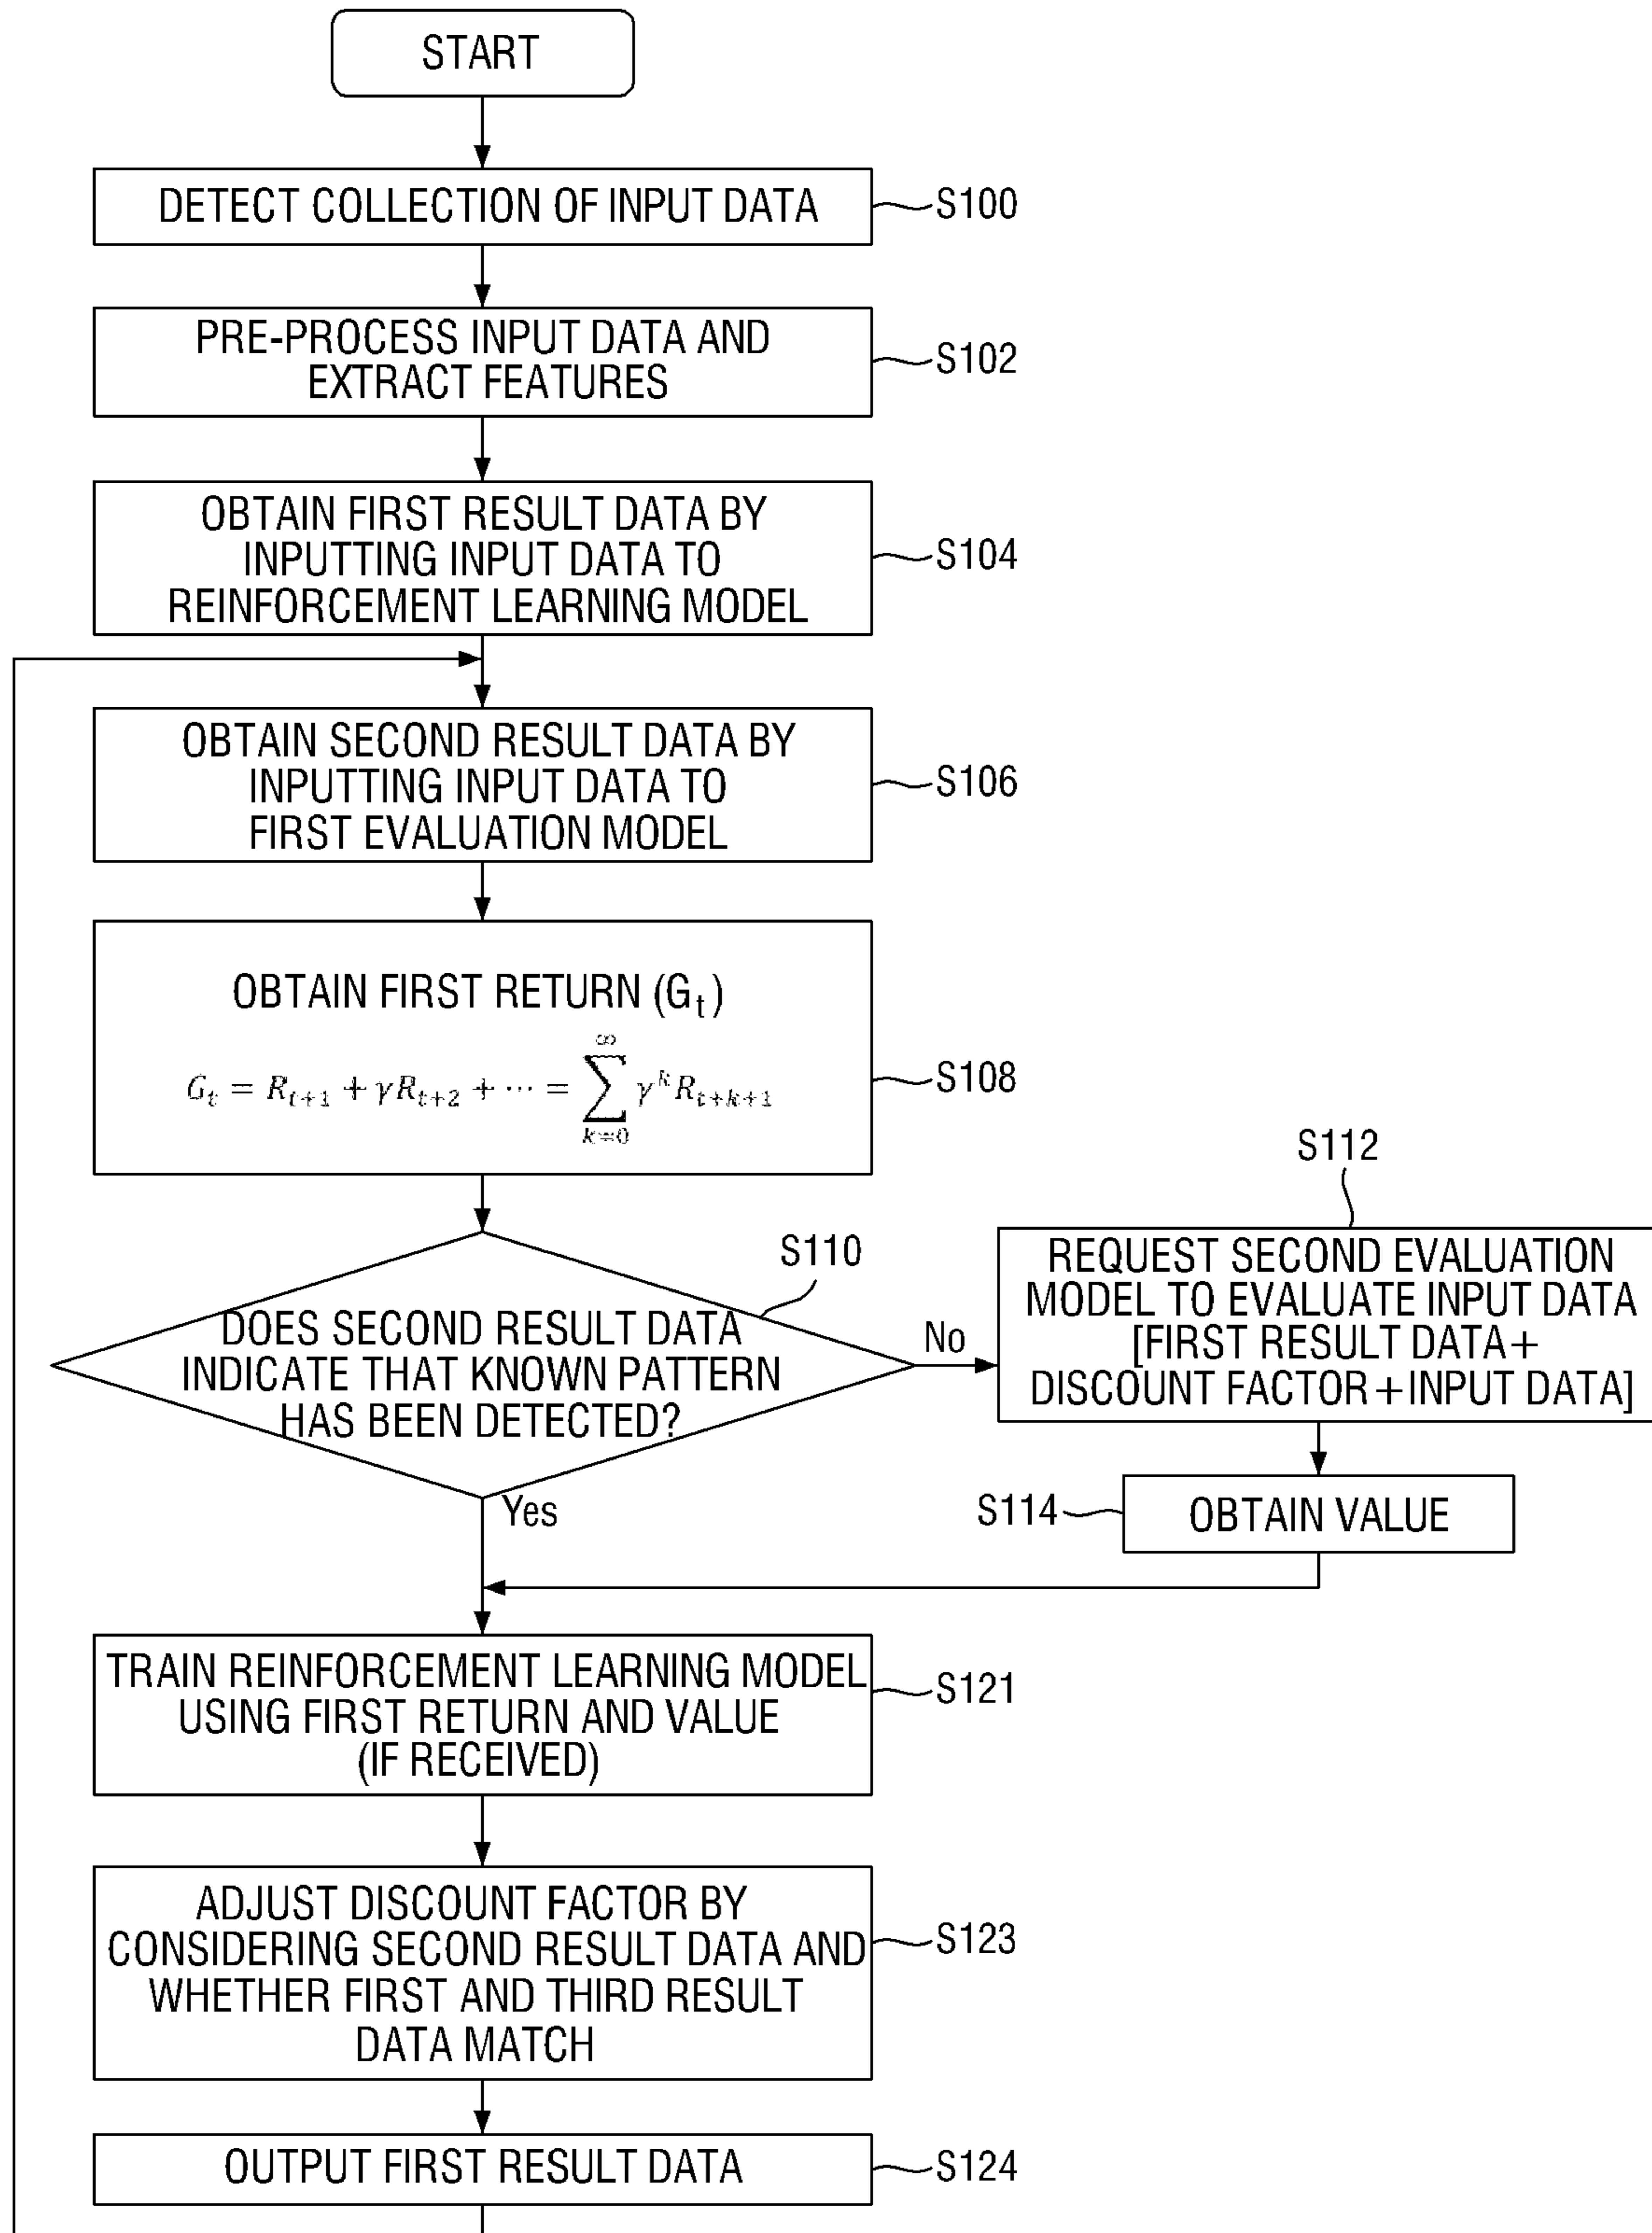 START
DETECT COLLECTION OF INPUT DATA
S100
PRE-PROCESS INPUT DATA AND
EXTRACT FEATURES
S102
OBTAIN FIRST RESULT DATA BY
INPUTTING INPUT DATA TO
REINFORCEMENT LEARNING MODEL
S104
OBTAIN SECOND RESULT DATA BY
INPUTTING INPUT DATA TO
FIRST EVALUATION MODEL
S106
OBTAIN FIRST RETURN (G_t)
G_t = R_{t+1} + γR_{t+2} + ⋯ = ∑_{k=0}^{∞} γ^k R_{t+k+1}
S108
S110
DOES SECOND RESULT DATA
INDICATE THAT KNOWN PATTERN
HAS BEEN DETECTED?
No
Yes
S112
REQUEST SECOND EVALUATION
MODEL TO EVALUATE INPUT DATA
[FIRST RESULT DATA+
DISCOUNT FACTOR+INPUT DATA]
S114
OBTAIN VALUE
TRAIN REINFORCEMENT LEARNING MODEL
USING FIRST RETURN AND VALUE
(IF RECEIVED)
S121
ADJUST DISCOUNT FACTOR BY
CONSIDERING SECOND RESULT DATA AND
WHETHER FIRST AND THIRD RESULT
DATA MATCH
S123
OUTPUT FIRST RESULT DATA
S124